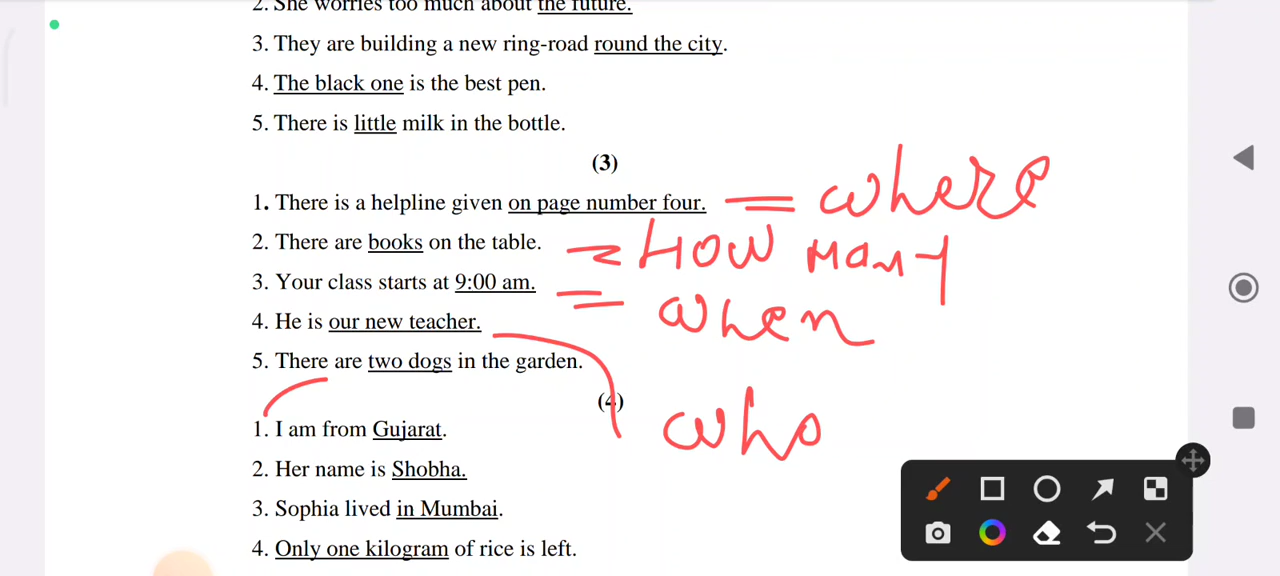 2. She worries too much about the future.
3. They are building a new ring-road round the city.
4. The black one is the best pen.
5. There is little milk in the bottle.
(3)
1. There is a helpline given on page number four. = where
2. There are books on the table. = How many
3. Your class starts at 9:00 am. = when
4. He is our new teacher.
5. There are two dogs in the garden.
(4) who
1. I am from Gujarat.
2. Her name is Shobha.
3. Sophia lived in Mumbai.
4. Only one kilogram of rice is left.